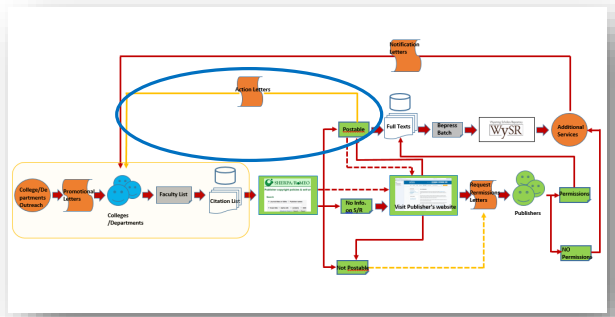 Notification
Letters
Action Letters
Postable
Full Texts
Bepress
Batch
WySR
Additional
Services
College/De
partments
Outreach
Promotional
Letters
Colleges
/Departments
Faculty List
Citation List
SHERPA RoMEO
No Info.
on S/R
Visit Publisher's website
Request
Permissions
Letters
Publishers
Permissions
NO
Permissions
Not Postable